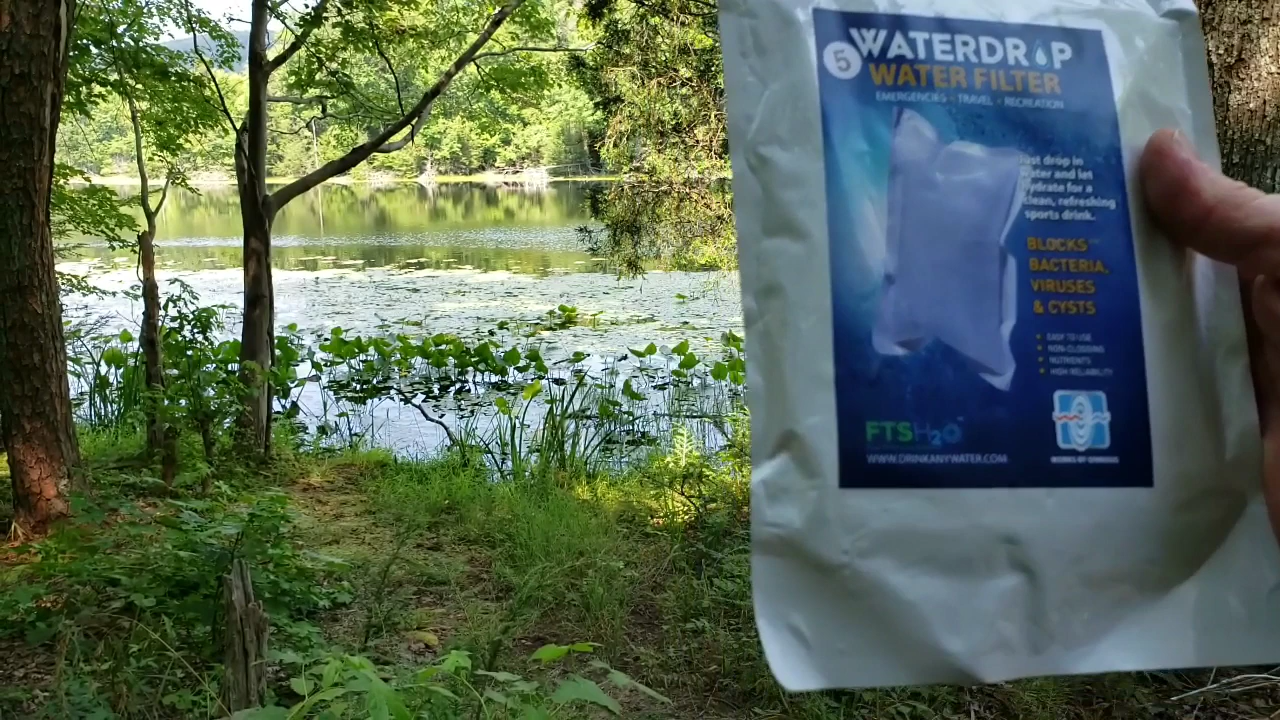 5
WATERDROP
WATER FILTER
EMERGENCIES - TRAVEL - RECREATION
Just drop in
water and let
hydrate for a
clean, refreshing
sports drink.
BLOCKS
BACTERIA,
VIRUSES
& CYSTS
EASY TO USE
NON-CLOGGING
NUTRIENTS
HIGH RELIABILITY
FTSH2O
WWW.DRINKANYWATER.COM